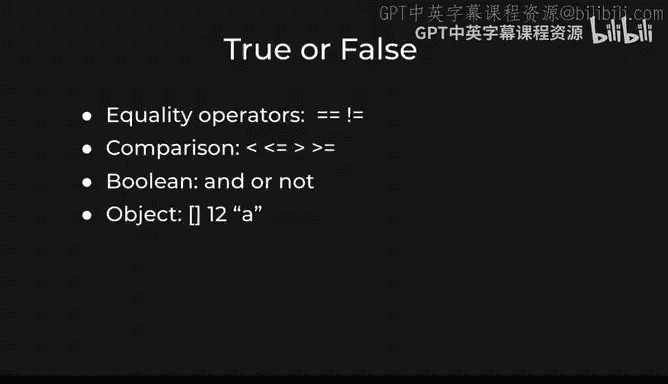 GPT中英字幕课程资源@bilibili.com
GPT中英字幕课程资源 bilibili
True or False
● Equality operators: == !=
● Comparison: < <= > >=
● Boolean: and or not
● Object: [] 12 “a”